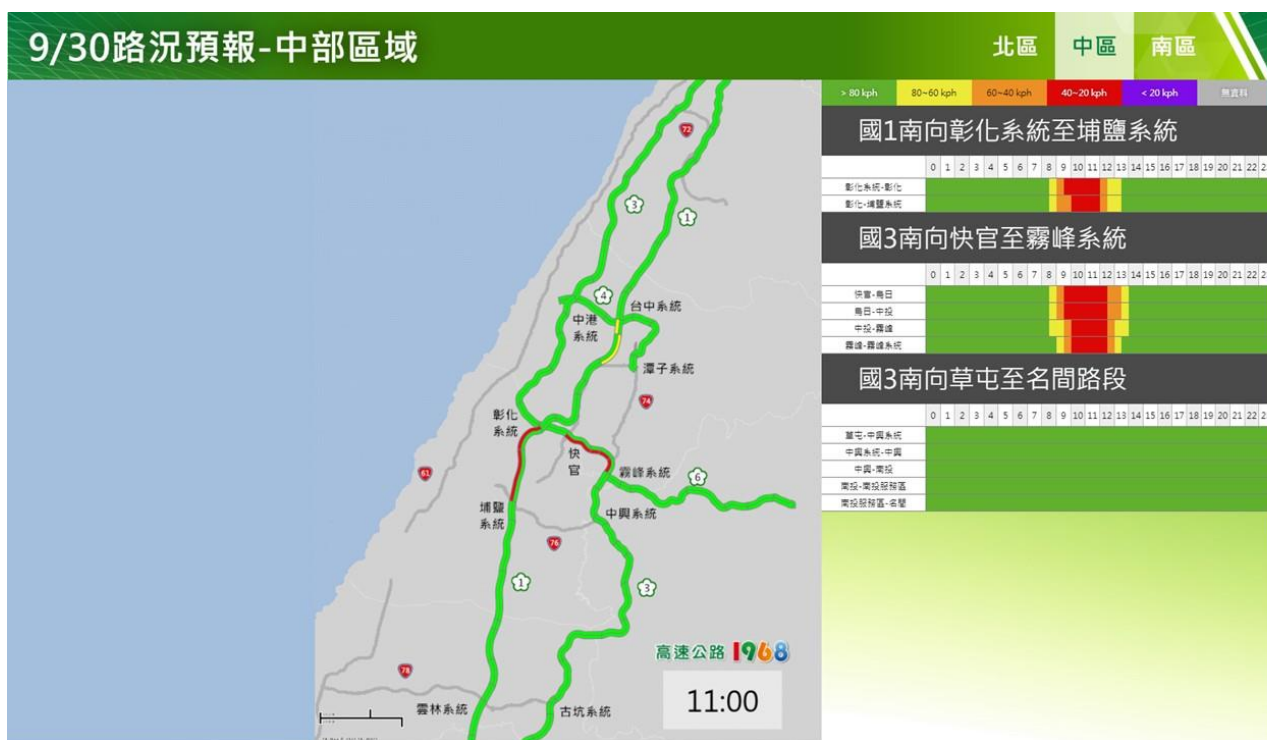 9/30路況預報-中部區域
北區 中區 南區
> 80 kph 80~60 kph 60~40 kph 40~20 kph < 20 kph 無資料
國1南向彰化系統至埔鹽系統
0 1 2 3 4 5 6 7 8 9 10 11 12 13 14 15 16 17 18 19 20 21 22 2
彰化系統-彰化
彰化-埔鹽系統
國3南向快官至霧峰系統
0 1 2 3 4 5 6 7 8 9 10 11 12 13 14 15 16 17 18 19 20 21 22 2
快官-烏日
烏日-中投
中投-霧峰
霧峰-霧峰系統
國3南向草屯至名間路段
0 1 2 3 4 5 6 7 8 9 10 11 12 13 14 15 16 17 18 19 20 21 22 2
草屯-中興系統
中興系統-中興
中興-南投
南投-南投服務區
南投服務區-名間
72
3
1
4
台中系統
中港
系統
潭子系統
74
彰化
系統
快
官
61
霧峰系統
6
埔鹽
系統
中興系統
76
1
3
高速公路1968
78
11:00
雲林系統
古坑系統